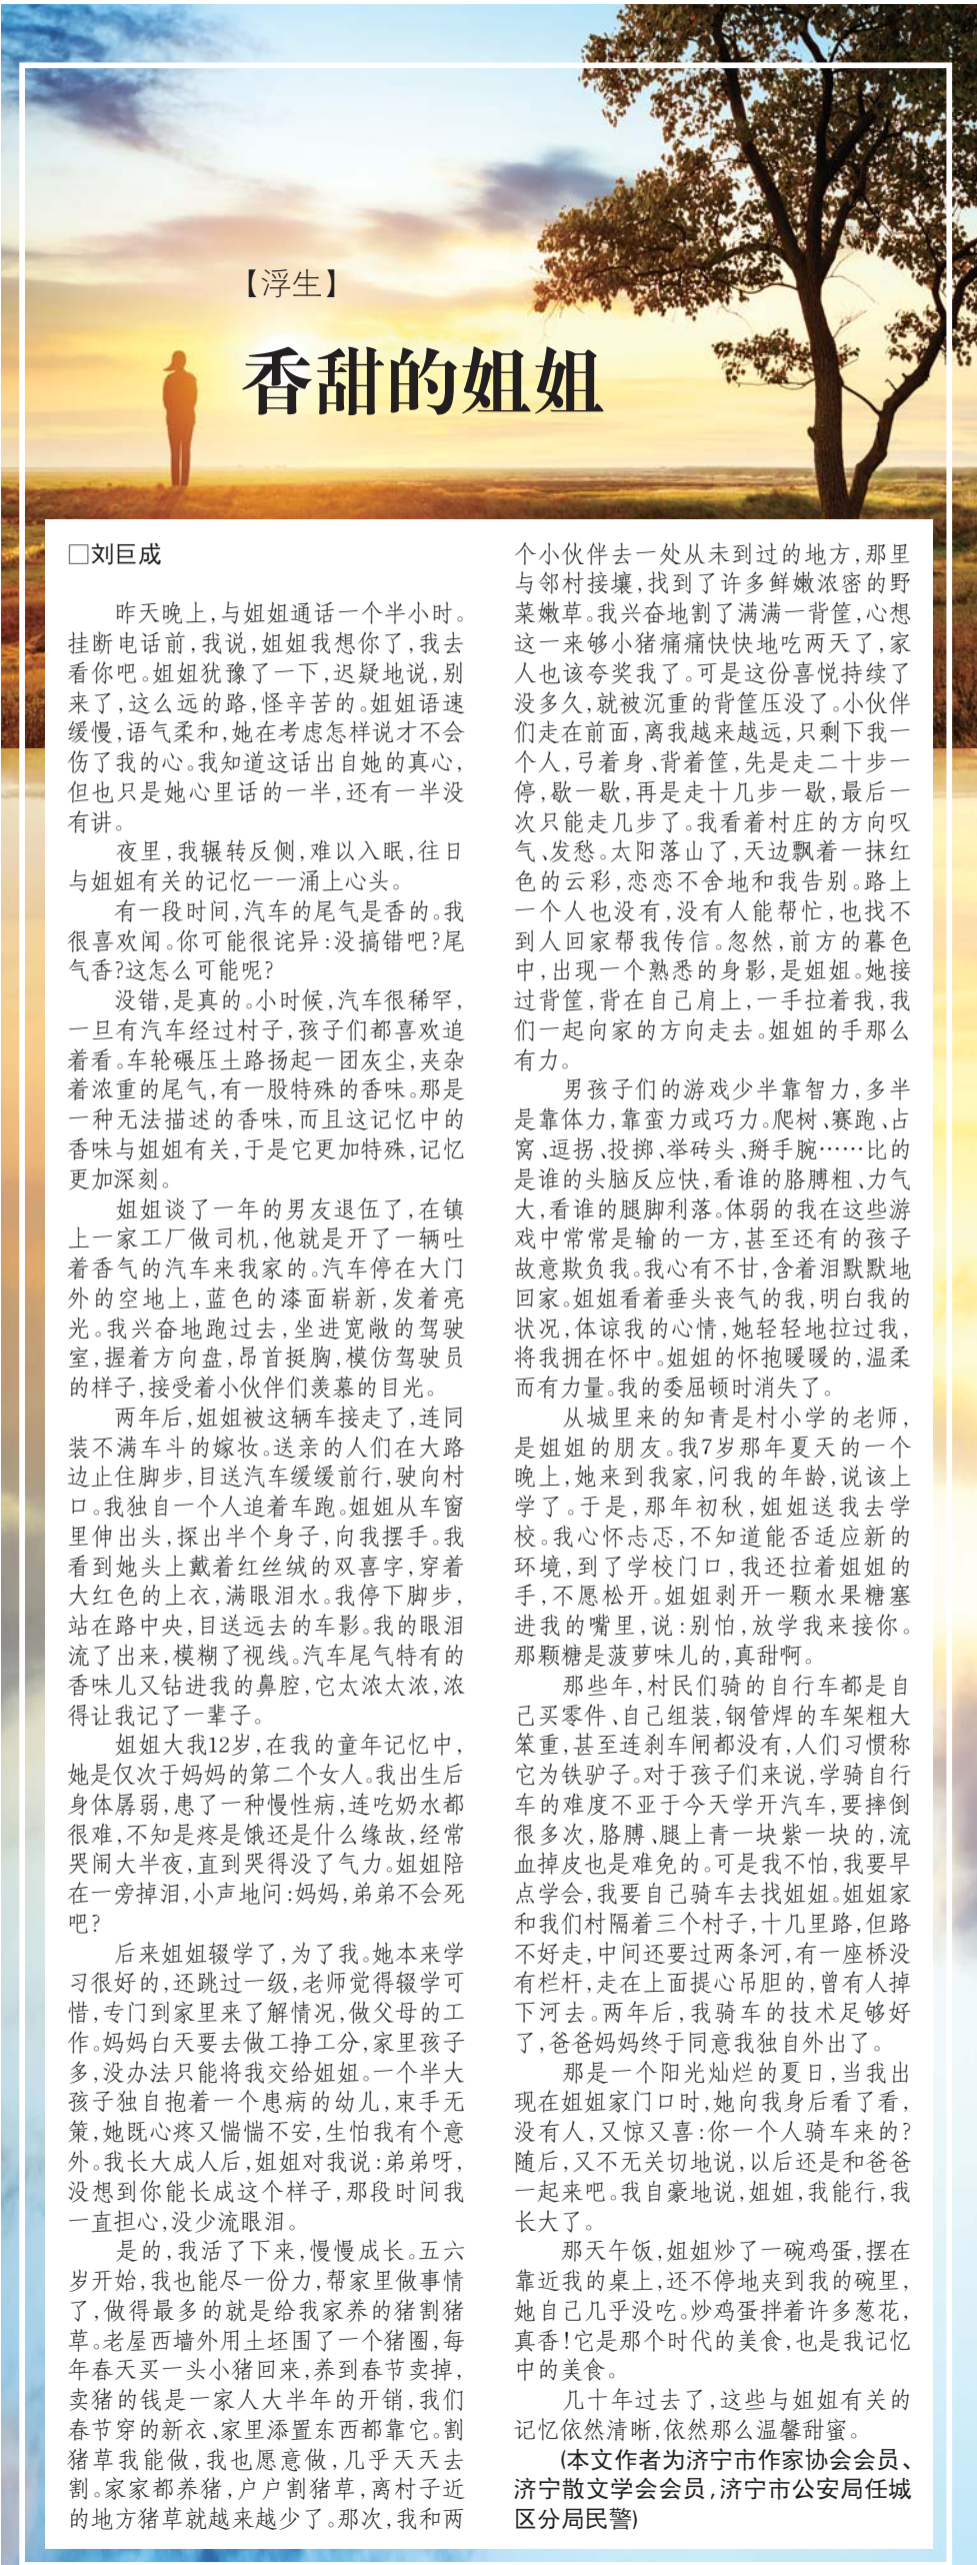 【浮生】
香甜的姐姐
□刘巨成
昨天晚上,与姐姐通话一个半小时。
挂断电话前,我说,姐姐我想你了,我去
看你吧。姐姐犹豫了一下,迟疑地说,别
来了,这么远的路,怪辛苦的。姐姐语速
缓慢,语气柔和,她在考虑怎样说才不会
伤了我的心。我知道这话出自她的真心,
但也只是她心里话的一半,还有一半没
有讲。
夜里,我辗转反侧,难以入眠,往日
与姐姐有关的记忆一一涌上心头。
有一段时间,汽车的尾气是香的。我
很喜欢闻。你可能很诧异:没搞错吧?尾
气香?这怎么可能呢?
没错,是真的。小时候,汽车很稀罕,
一旦有汽车经过村子,孩子们都喜欢追
着看。车轮碾压土路扬起一团灰尘,夹杂
着浓重的尾气,有一股特殊的香味。那是
一种无法描述的香味,而且这记忆中的
香味与姐姐有关,于是它更加特殊,记忆
更加深刻。
姐姐谈了一年的男友退伍了,在镇
上一家工厂做司机,他就是开了一辆吐
着香气的汽车来我家的。汽车停在大门
外的空地上,蓝色的漆面崭新,发着亮
光。我兴奋地跑过去,坐进宽敞的驾驶
室,握着方向盘,昂首挺胸,模仿驾驶员
的样子,接受着小伙伴们羡慕的目光。
两年后,姐姐被这辆车接走了,连同
装不满车斗的嫁妆。送亲的人们在大路
边止住脚步,目送汽车缓缓前行,驶向村
口。我独自一个人追着车跑。姐姐从车窗
里伸出头,探出半个身子,向我摆手。我
看到她头上戴着红丝绒的双喜字,穿着
大红色的上衣,满眼泪水。我停下脚步,
站在路中央,目送远去的车影。我的眼泪
流了出来,模糊了视线。汽车尾气特有的
香味儿又钻进我的鼻腔,它太浓太浓,浓
得让我记了一辈子。
姐姐大我12岁,在我的童年记忆中,
她是仅次于妈妈的第二个女人。我出生后
身体孱弱,患了一种慢性病,连吃奶水都
很难,不知是疼是饿还是什么缘故,经常
哭闹大半夜,直到哭得没了气力。姐姐陪
在一旁掉泪,小声地问:妈妈,弟弟不会死
吧?
后来姐姐辍学了,为了我。她本来学
习很好的,还跳过一级,老师觉得辍学可
惜,专门到家里来了解情况,做父母的工
作。妈妈白天要去做工挣工分,家里孩子
多,没办法只能将我交给姐姐。一个半大
孩子独自抱着一个患病的幼儿,束手无
策,她既心疼又惴惴不安,生怕我有个意
外。我长大成人后,姐姐对我说:弟弟呀,
没想到你能长成这个样子,那段时间我
一直担心,没少流眼泪。
是的,我活了下来,慢慢成长。五六
岁开始,我也能尽一份力,帮家里做事情
了,做得最多的就是给我家养的猪割猪
草。老屋西墙外用土坯围了一个猪圈,每
年春天买一头小猪回来,养到春节卖掉,
卖猪的钱是一家人大半年的开销,我们
春节穿的新衣、家里添置东西都靠它。割
猪草我能做,我也愿意做,几乎天天去
割。家家都养猪,户户割猪草,离村子近
的地方猪草就越来越少了。那次,我和两
个小伙伴去一处从未到过的地方,那里
与邻村接壤,找到了许多鲜嫩浓密的野
菜嫩草。我兴奋地割了满满一背筐,心想
这一来够小猪痛痛快快地吃两天了,家
人也该夸奖我了。可是这份喜悦持续了
没多久,就被沉重的背筐压没了。小伙伴
们走在前面,离我越来越远,只剩下我一
个人,弓着身、背着筐,先是走二十步一
停,歇一歇,再是走十几步一歇,最后一
次只能走几步了。我看着村庄的方向叹
气、发愁。太阳落山了,天边飘着一抹红
色的云彩,恋恋不舍地和我告别。路上
一个人也没有,没有人能帮忙,也找不
到人回家帮我传信。忽然,前方的暮色
中,出现一个熟悉的身影,是姐姐。她接
过背筐,背在自己肩上,一手拉着我,我
们一起向家的方向走去。姐姐的手那么
有力。
男孩子们的游戏少半靠智力,多半
是靠体力,靠蛮力或巧力。爬树、赛跑、占
窝、逗拐、投掷、举砖头、掰手腕……比的
是谁的头脑反应快,看谁的胳膊粗、力气
大,看谁的腿脚利落。体弱的我在这些游
戏中常常是输的一方,甚至还有的孩子
故意欺负我。我心有不甘,含着泪默默地
回家。姐姐看着垂头丧气的我,明白我的
状况,体谅我的心情,她轻轻地拉过我,
将我拥在怀中。姐姐的怀抱暖暖的,温柔
而有力量。我的委屈顿时消失了。
从城里来的知青是村小学的老师,
是姐姐的朋友。我7岁那年夏天的一个
晚上,她来到我家,问我的年龄,说该上
学了。于是,那年初秋,姐姐送我去学
校。我心怀忐忑,不知道能否适应新的
环境,到了学校门口,我还拉着姐姐的
手,不愿松开。姐姐剥开一颗水果糖塞
进我的嘴里,说:别怕,放学我来接你。
那颗糖是菠萝味儿的,真甜啊。
那些年,村民们骑的自行车都是自
己买零件、自己组装,钢管焊的车架粗大
笨重,甚至连刹车闸都没有,人们习惯称
它为铁驴子。对于孩子们来说,学骑自行
车的难度不亚于今天学开汽车,要摔倒
很多次,胳膊、腿上青一块紫一块的,流
血掉皮也是难免的。可是我不怕,我要早
点学会,我要自己骑车去找姐姐。姐姐家
和我们村隔着三个村子,十几里路,但路
不好走,中间还要过两条河,有一座桥没
有栏杆,走在上面提心吊胆的,曾有人掉
下河去。两年后,我骑车的技术足够好
了,爸爸妈妈终于同意我独自外出了。
那是一个阳光灿烂的夏日,当我出
现在姐姐家门口时,她向我身后看了看,
没有人,又惊又喜:你一个人骑车来的?
随后,又不无关切地说,以后还是和爸爸
一起来吧。我自豪地说,姐姐,我能行,我
长大了。
那天午饭,姐姐炒了一碗鸡蛋,摆在
靠近我的桌上,还不停地夹到我的碗里,
她自己几乎没吃。炒鸡蛋拌着许多葱花,
真香!它是那个时代的美食,也是我记忆
中的美食。
几十年过去了,这些与姐姐有关的
记忆依然清晰,依然那么温馨甜蜜。
(本文作者为济宁市作家协会会员、
济宁散文学会会员,济宁市公安局任城
区分局民警)